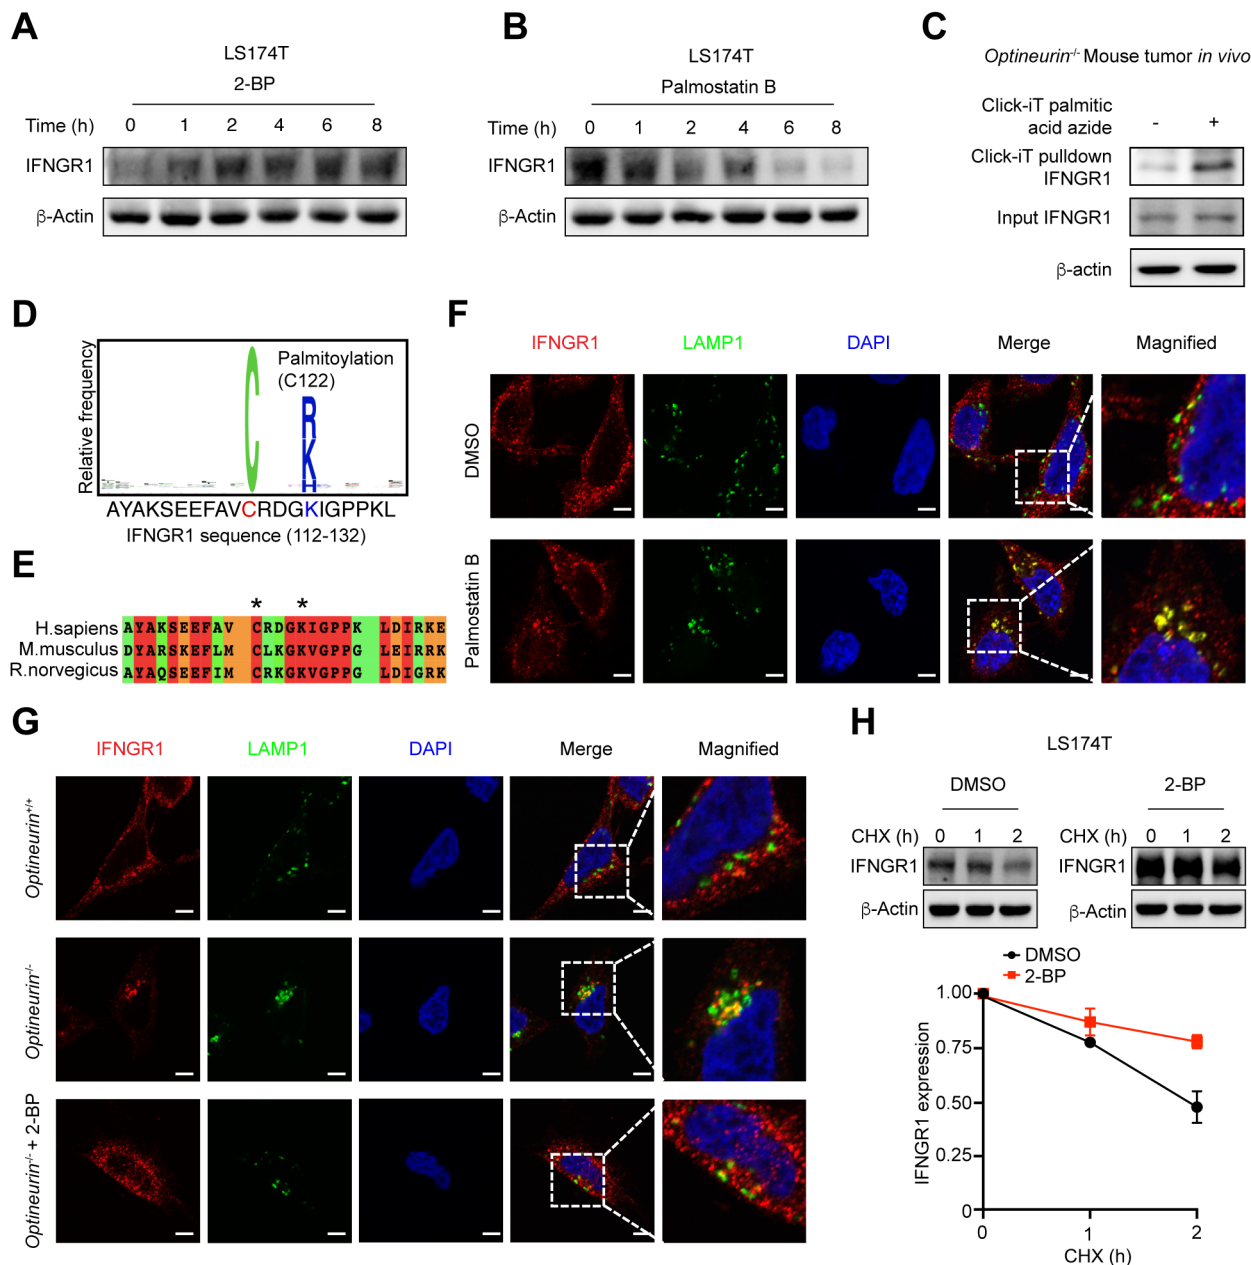 A
LS174T
2-BP
Time (h) 0 1 2 4 6 8
IFNGR1
β-Actin
B
LS174T
Palmostatin B
Time (h) 0 1 2 4 6 8
IFNGR1
β-Actin
C
Optineurin-/- Mouse tumor in vivo
Click-iT palmitic
acid azide - +
Click-iT pulldown
IFNGR1
Input IFNGR1
β-actin
D
Relative frequency
Palmitoylation
(C122)
C
R
K
H
AYAKSEEFAVCRDGKIGPPKL
IFNGR1 sequence (112-132)
E
* *
H.sapiens AYAKSEEFAV CRDGKIGPPK LDIRKE
M.musculus DYARSKEFLM CLKGKVGPPG LEIRRK
R.norvegicus AYAQSEEFIM CRKGKVGPPG LDIGRK
F
IFNGR1 LAMP1 DAPI Merge Magnified
DMSO
Palmostatin B
G
IFNGR1 LAMP1 DAPI Merge Magnified
Optineurin+/+
Optineurin-/-
Optineurin-/- + 2-BP
H
LS174T
DMSO 2-BP
CHX (h) 0 1 2 CHX (h) 0 1 2
IFNGR1 IFNGR1
β-Actin β-Actin
DMSO
2-BP
IFNGR1 expression
1.00
0.75
0.50
0.25
0
0 1 2
CHX (h)